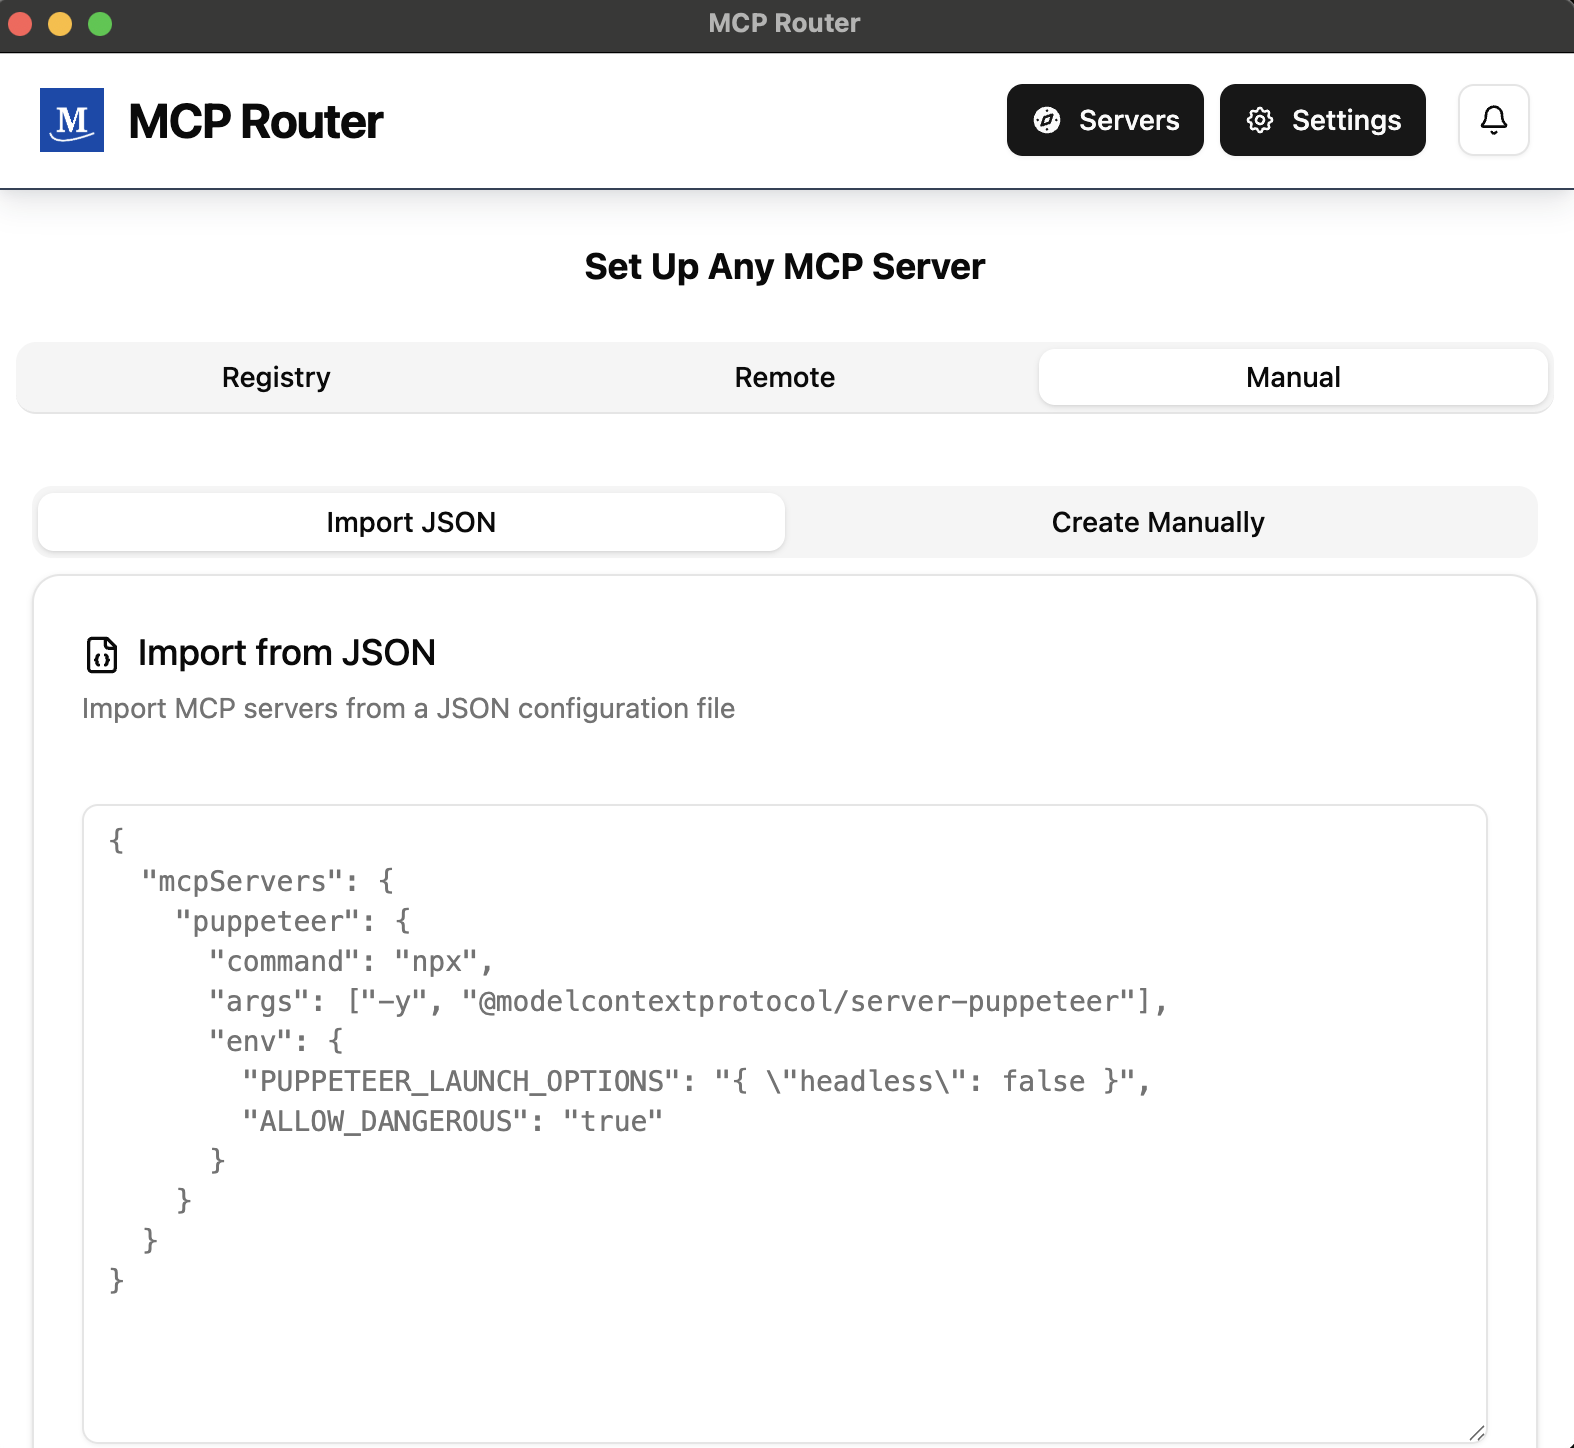 MCP Router
M
MCP Router
Servers
Settings
Set Up Any MCP Server
Registry
Remote
Manual
Import JSON
Create Manually
Import from JSON
Import MCP servers from a JSON configuration file
{
  "mcpServers": {
    "puppeteer": {
      "command": "npx",
      "args": ["-y", "@modelcontextprotocol/server-puppeteer"],
      "env": {
        "PUPPETEER_LAUNCH_OPTIONS": "{ \"headless\": false }",
        "ALLOW_DANGEROUS": "true"
      }
    }
  }
}